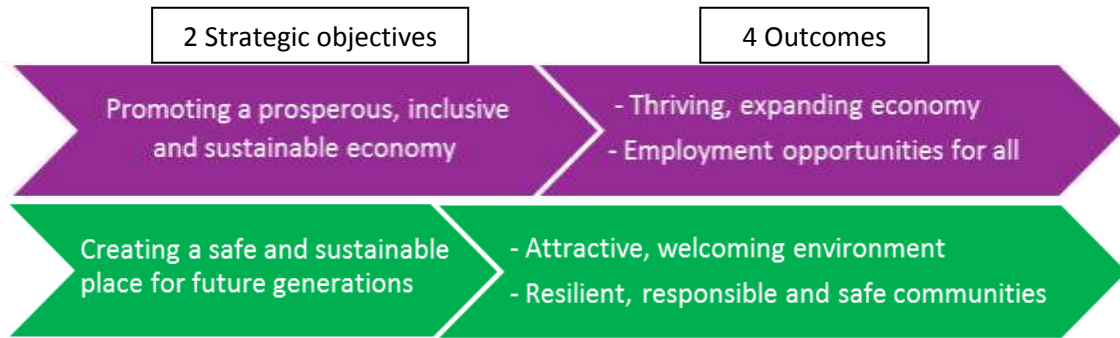 2 Strategic objectives
4 Outcomes
Promoting a prosperous, inclusive
and sustainable economy
- Thriving, expanding economy
- Employment opportunities for all
Creating a safe and sustainable
place for future generations
- Attractive, welcoming environment
- Resilient, responsible and safe communities